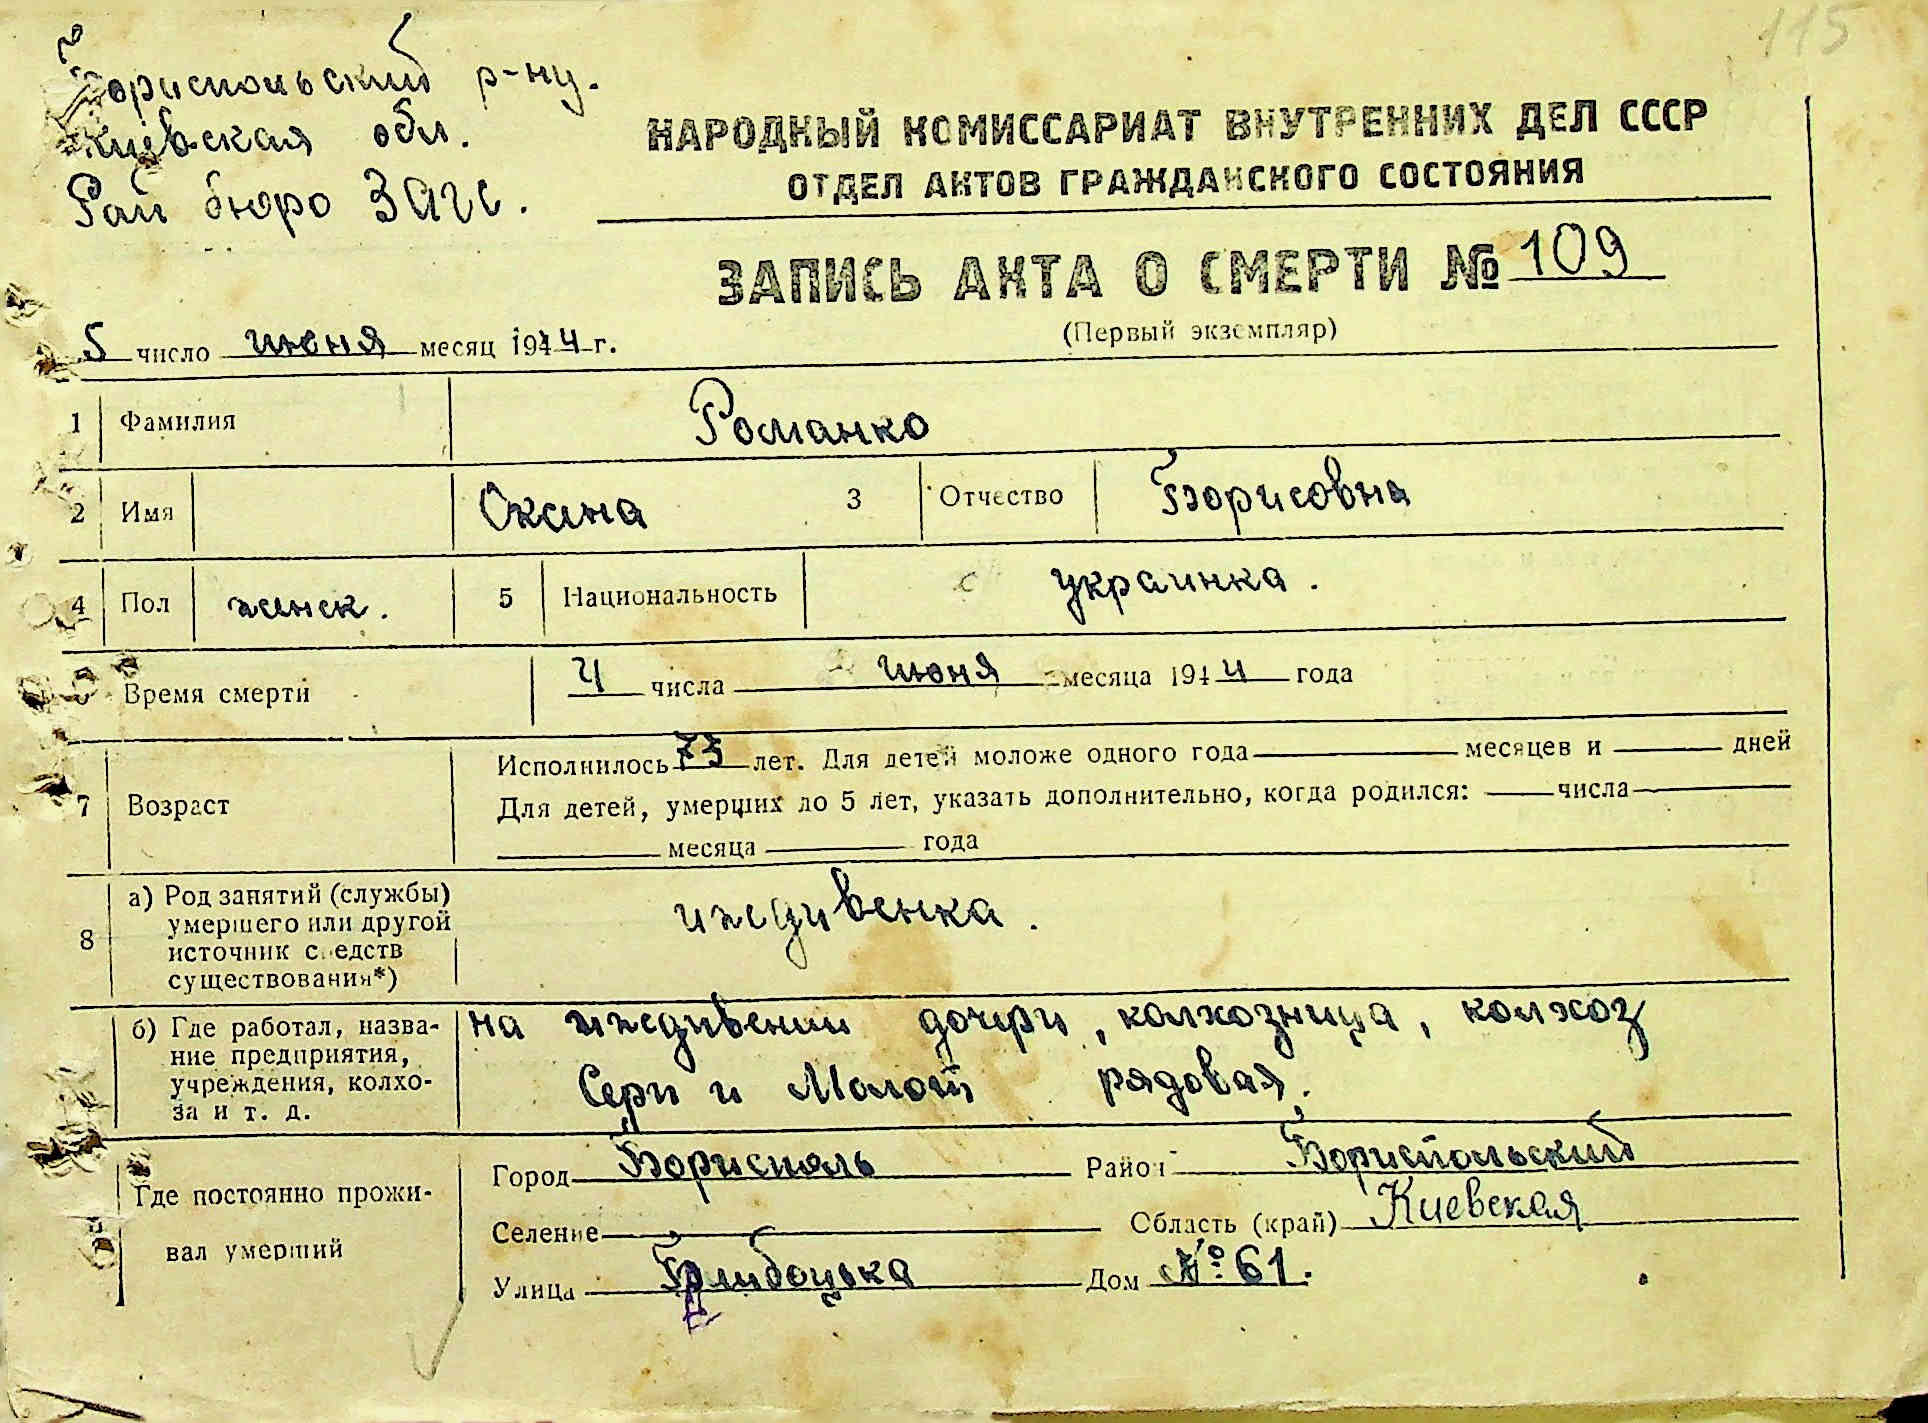 115
Бориспольский р-ну.
Киевская обл.
Рай бюро ЗАГС.
НАРОДНЫЙ КОМИССАРИАТ ВНУТРЕННИХ ДЕЛ СССР
ОТДЕЛ АКТОВ ГРАЖДАНСКОГО СОСТОЯНИЯ
ЗАПИСЬ АКТА О СМЕРТИ № 109
(Первый экземпляр)
5 число июня месяц 1944 г.
1 Фамилия Романко
2 Имя Оксана 3 Отчество Борисовна
4 Пол женск. 5 Национальность украинка.
Время смерти 4 числа июня месяца 1944 года
7 Возраст Исполнилось 75 лет. Для детей моложе одного года месяцев и дней
Для детей, умерших до 5 лет, указать дополнительно, когда родился: числа
месяца года
8 а) Род занятий (службы)
умершего или другой
источник средств
существования*)
иждивенка.
б) Где работал, назва-
ние предприятия,
учреждения, колхо-
за и т. д.
на иждивении дочери, колхозница, колхоз
Серп и Молот рядовая.
Где постоянно прожи-
вал умерший
Город Борисполь Район Бориспольский
Селение Область (край) Киевская
Улица Глибоцька Дом № 61.